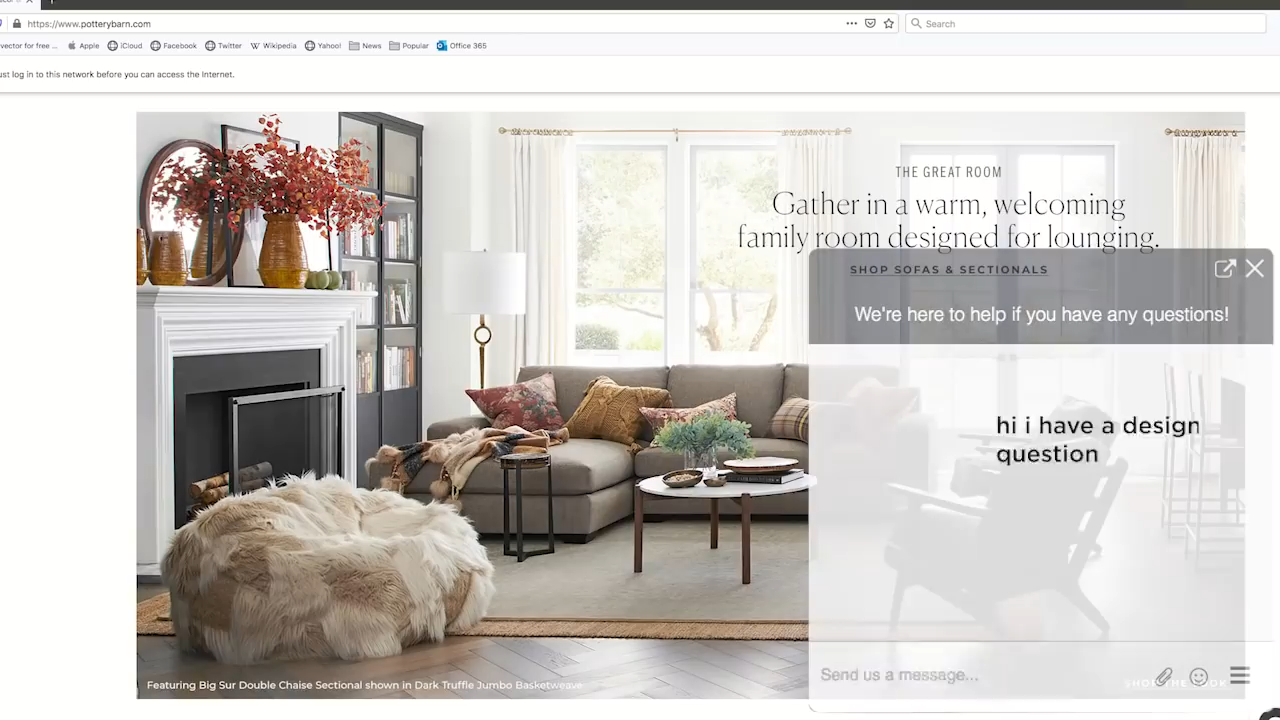 https://www.potterybarn.com
Search
vector for free ...
Apple
iCloud
Facebook
Twitter
Wikipedia
Yahoo!
News
Popular
Office 365
log in to this network before you can access the Internet.
THE GREAT ROOM
Gather in a warm, welcoming
family room designed for lounging.
SHOP SOFAS & SECTIONALS
We're here to help if you have any questions!
hi i have a design
question
Send us a message...
SHOP THE LOOK
Featuring Big Sur Double Chaise Sectional shown in Dark Truffle Jumbo Basketweave